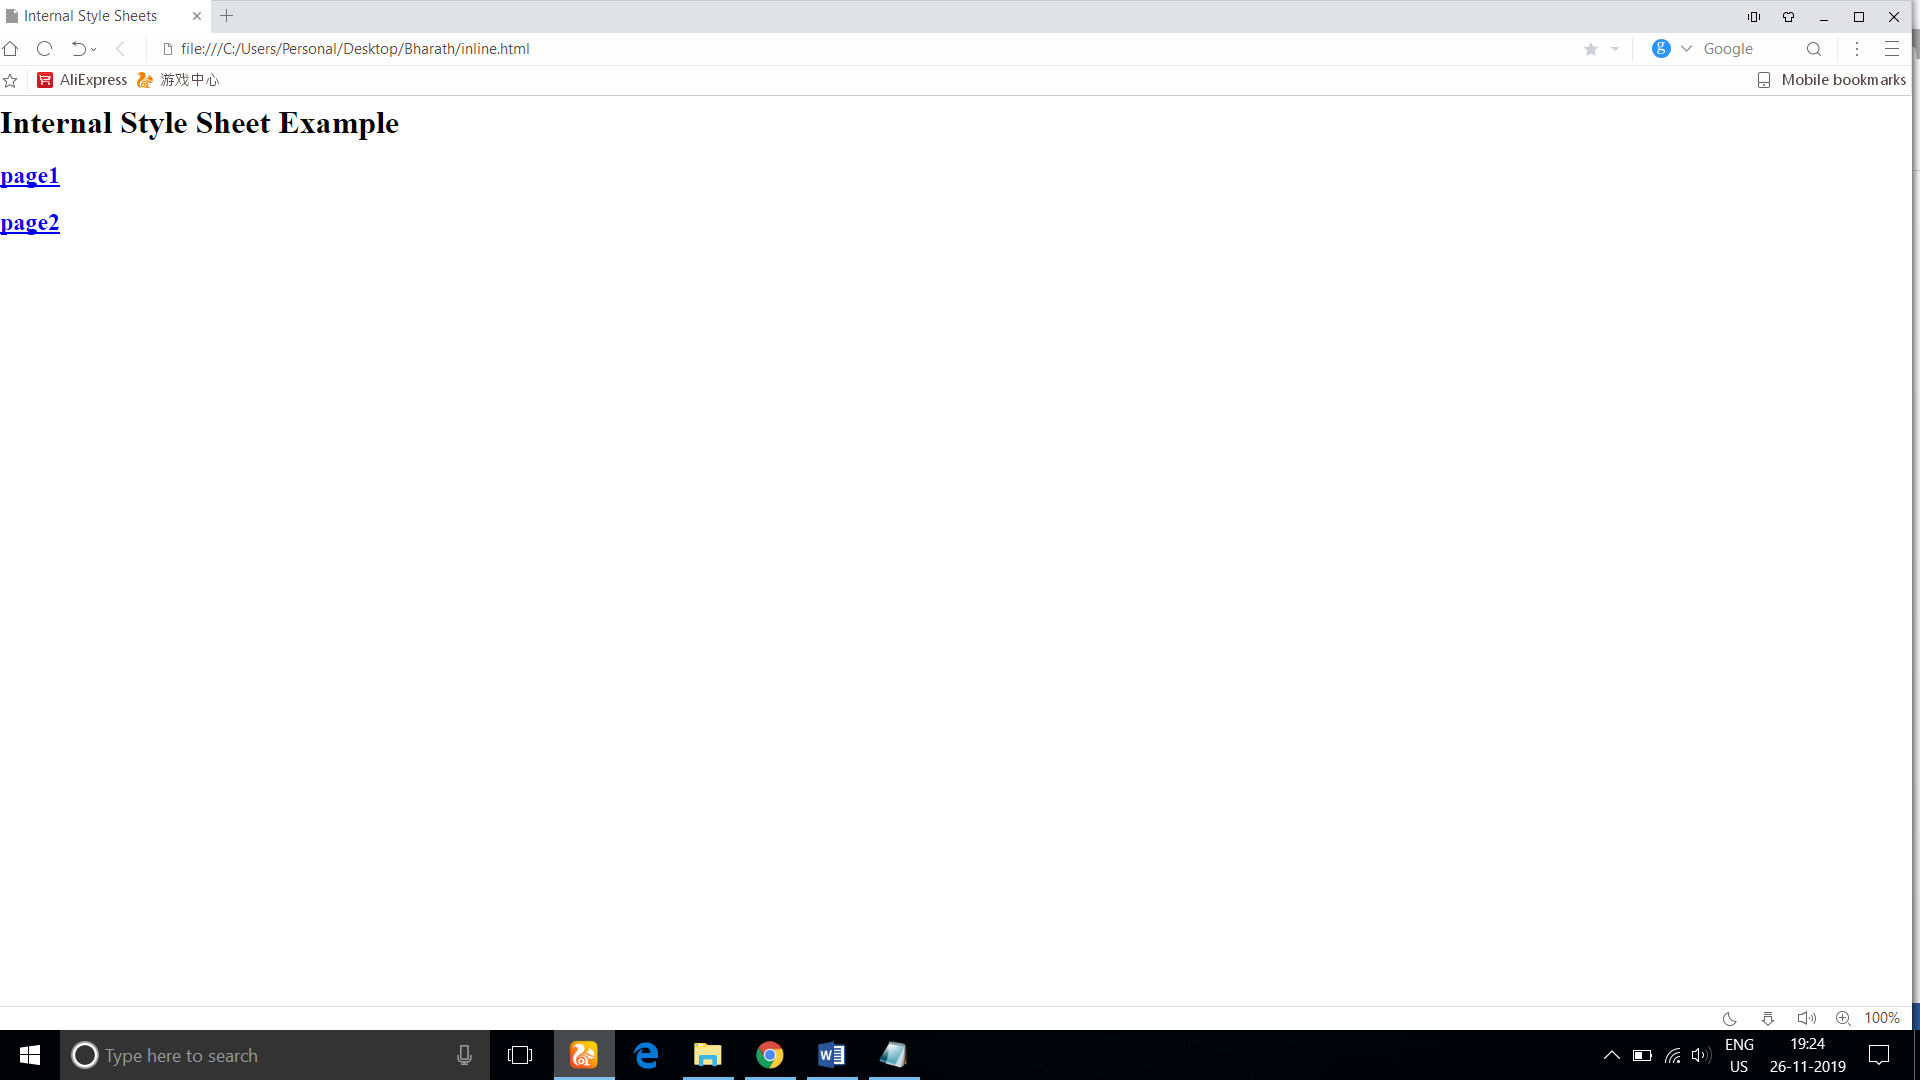 Internal Style Sheets
file:///C:/Users/Personal/Desktop/Bharath/inline.html
Google
AliExpress 游戏中心
Mobile bookmarks
Internal Style Sheet Example
page1
page2
100%
Type here to search
ENG
US
19:24
26-11-2019